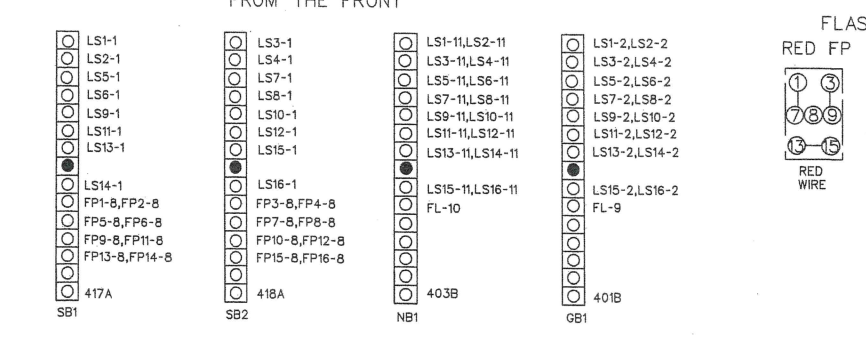 FROM THE FRONT
LS1-1
LS2-1
LS5-1
LS6-1
LS9-1
LS11-1
LS13-1
LS14-1
FP1-8,FP2-8
FP5-8,FP6-8
FP9-8,FP11-8
FP13-8,FP14-8
417A
SB1
LS3-1
LS4-1
LS7-1
LS8-1
LS10-1
LS12-1
LS15-1
LS16-1
FP3-8,FP4-8
FP7-8,FP8-8
FP10-8,FP12-8
FP15-8,FP16-8
418A
SB2
LS1-11,LS2-11
LS3-11,LS4-11
LS5-11,LS6-11
LS7-11,LS8-11
LS9-11,LS10-11
LS11-11,LS12-11
LS13-11,LS14-11
LS15-11,LS16-11
FL-10
403B
NB1
LS1-2,LS2-2
LS3-2,LS4-2
LS5-2,LS6-2
LS7-2,LS8-2
LS9-2,LS10-2
LS11-2,LS12-2
LS13-2,LS14-2
LS15-2,LS16-2
FL-9
401B
GB1
FLAS
RED FP
1 3
7 8 9
13 15
RED
WIRE